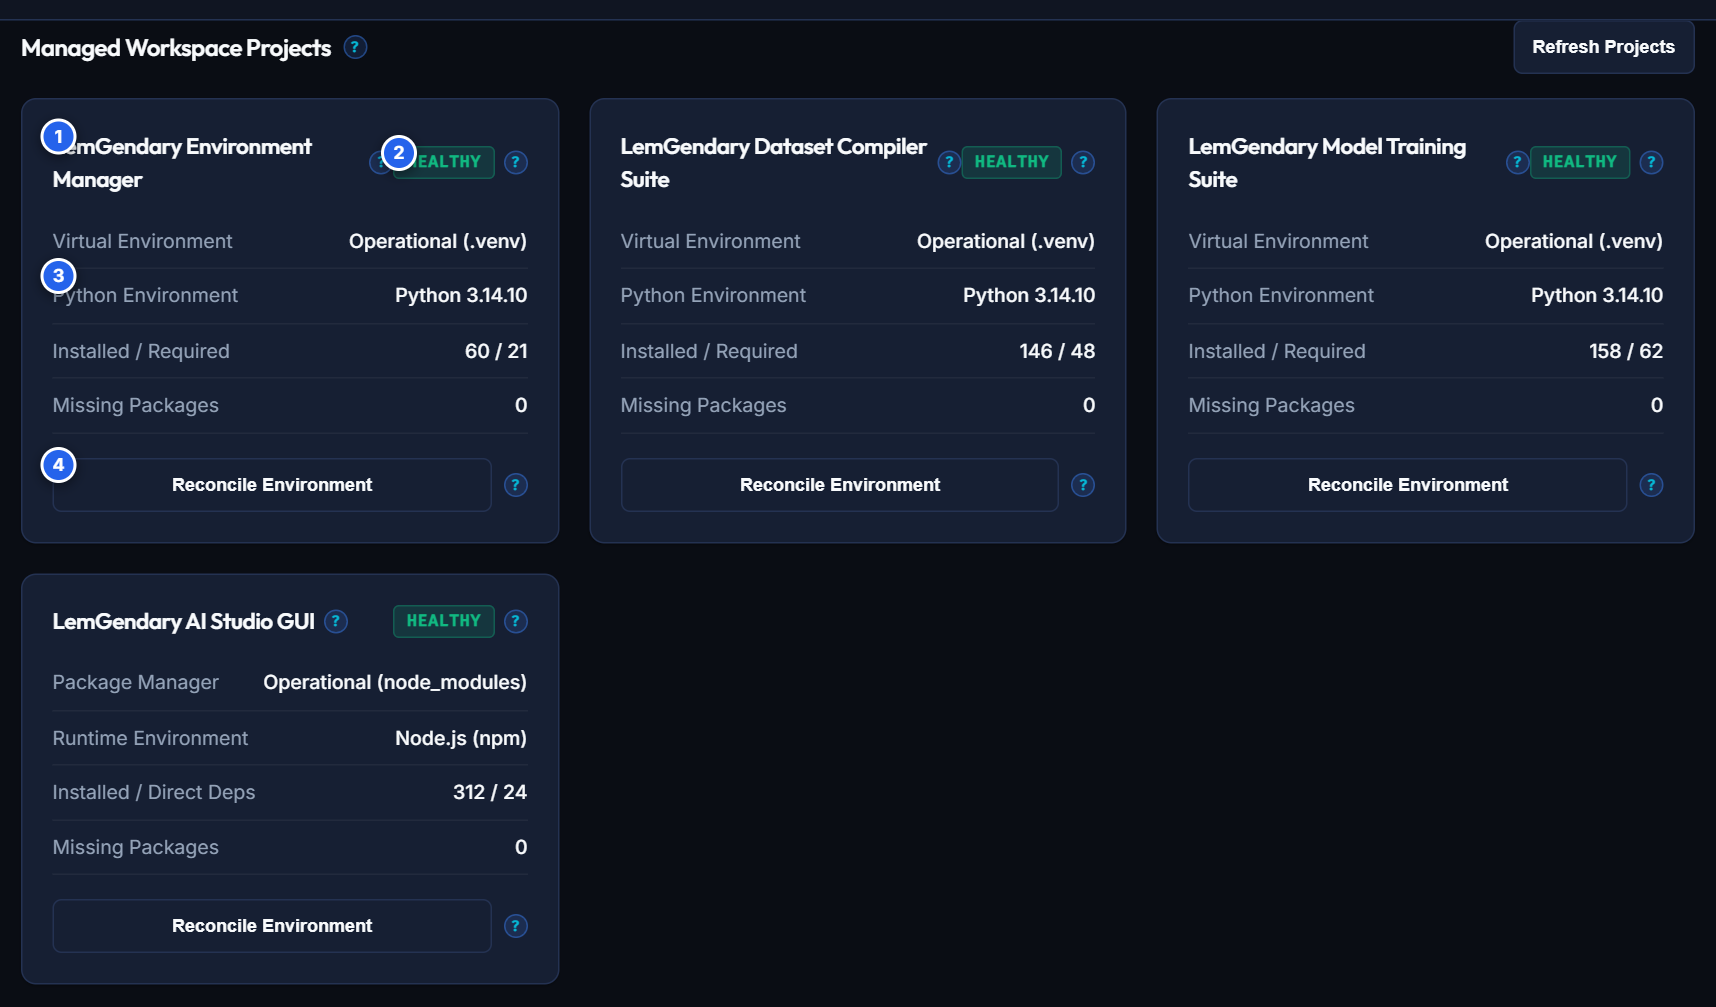 Managed Workspace Projects ?
Refresh Projects
1
LemGendary Environment
Manager
? 2 HEALTHY ?
Virtual Environment Operational (.venv)
3
Python Environment Python 3.14.10
Installed / Required 60 / 21
Missing Packages 0
4
Reconcile Environment ?
LemGendary Dataset Compiler
Suite
? HEALTHY ?
Virtual Environment Operational (.venv)
Python Environment Python 3.14.10
Installed / Required 146 / 48
Missing Packages 0
Reconcile Environment ?
LemGendary Model Training
Suite
? HEALTHY ?
Virtual Environment Operational (.venv)
Python Environment Python 3.14.10
Installed / Required 158 / 62
Missing Packages 0
Reconcile Environment ?
LemGendary AI Studio GUI ? HEALTHY ?
Package Manager Operational (node_modules)
Runtime Environment Node.js (npm)
Installed / Direct Deps 312 / 24
Missing Packages 0
Reconcile Environment ?